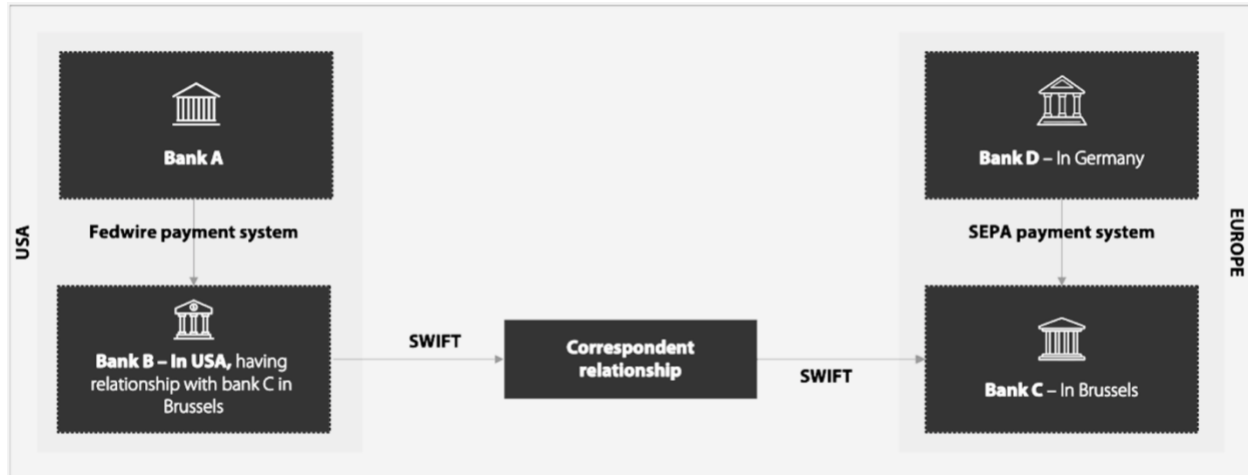 USA
Bank A
Fedwire payment system
Bank B – In USA, having
relationship with bank C in
Brussels
SWIFT
Correspondent
relationship
SWIFT
Bank D – In Germany
SEPA payment system
Bank C – In Brussels
EUROPE